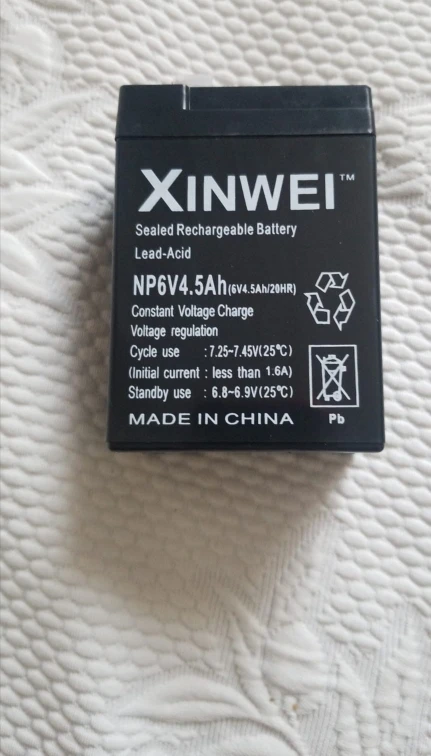 XINWEI™
Sealed Rechargeable Battery
Lead-Acid
NP6V4.5Ah(6V4.5Ah/20HR)
Constant Voltage Charge
Voltage regulation
Cycle use :7.25~7.45V(25℃)
(Initial current : less than 1.6A)
Standby use : 6.8~6.9V(25℃)
MADE IN CHINA
Pb